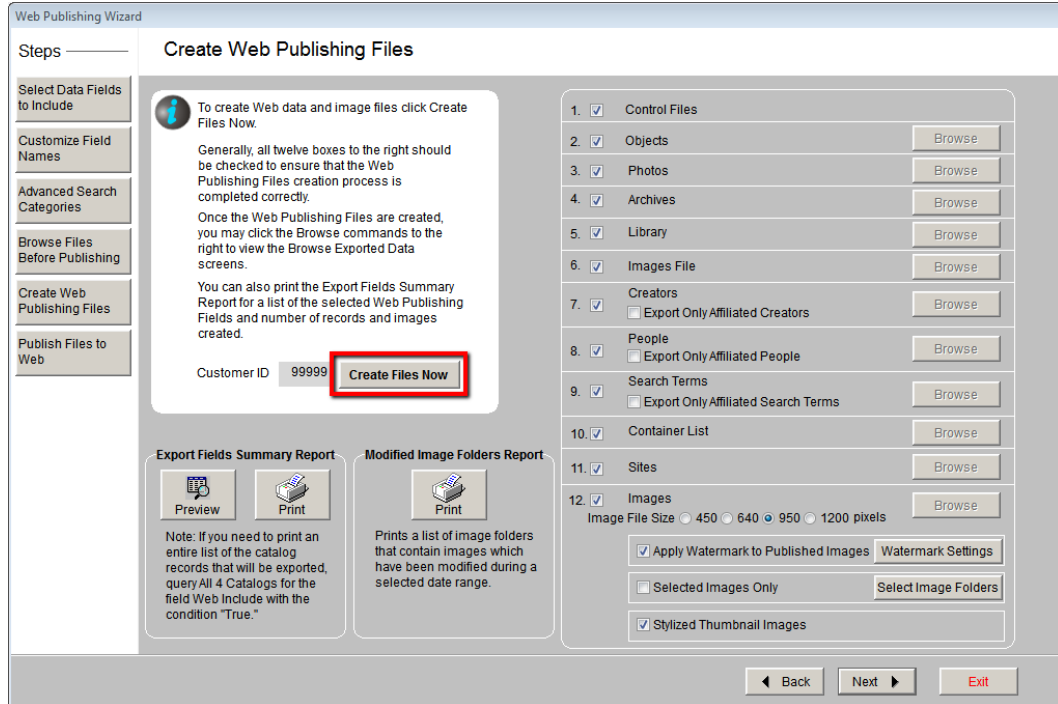 Web Publishing Wizard
Steps
Create Web Publishing Files
Select Data Fields
to Include
Customize Field
Names
Advanced Search
Categories
Browse Files
Before Publishing
Create Web
Publishing Files
Publish Files to
Web
To create Web data and image files click Create
Files Now.
Generally, all twelve boxes to the right should
be checked to ensure that the Web
Publishing Files creation process is
completed correctly.
Once the Web Publishing Files are created,
you may click the Browse commands to the
right to view the Browse Exported Data
screens.
You can also print the Export Fields Summary
Report for a list of the selected Web Publishing
Fields and number of records and images
created.
Customer ID 99999 Create Files Now
Export Fields Summary Report
Preview Print
Note: If you need to print an
entire list of the catalog
records that will be exported,
query All 4 Catalogs for the
field Web Include with the
condition "True."
Modified Image Folders Report
Print
Prints a list of image folders
that contain images which
have been modified during a
selected date range.
1. Control Files
2. Objects Browse
3. Photos Browse
4. Archives Browse
5. Library Browse
6. Images File Browse
7. Creators Browse
Export Only Affiliated Creators
8. People Browse
Export Only Affiliated People
9. Search Terms Browse
Export Only Affiliated Search Terms
10. Container List Browse
11. Sites Browse
12. Images Browse
Image File Size 450 640 950 1200 pixels
Apply Watermark to Published Images Watermark Settings
Selected Images Only Select Image Folders
Stylized Thumbnail Images
Back Next Exit